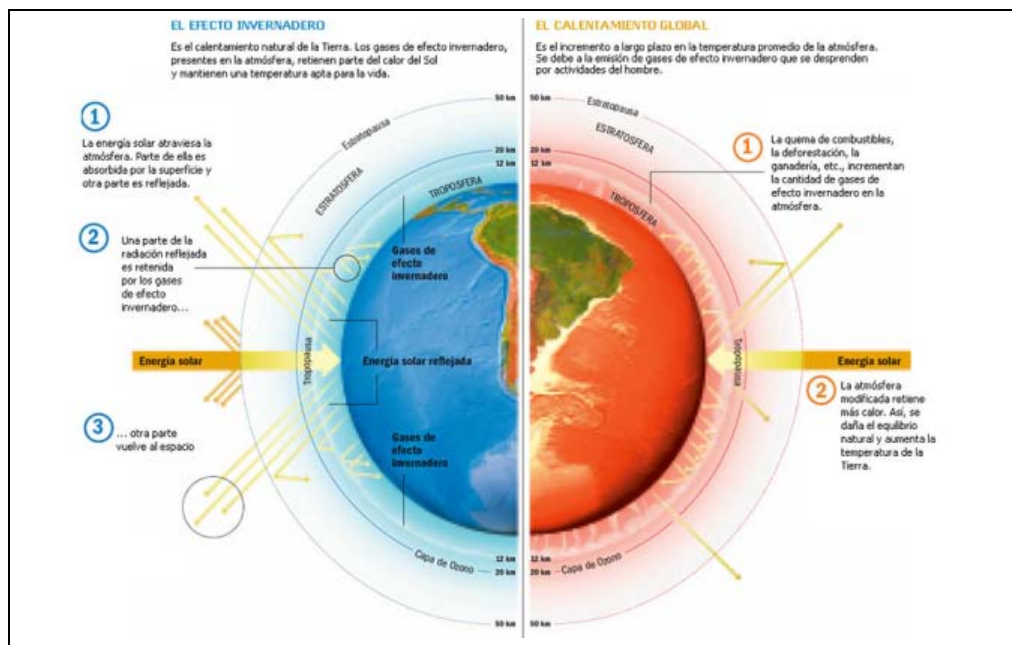 EL EFECTO INVERNADERO
Es el calentamiento natural de la Tierra. Los gases de efecto invernadero,
presentes en la atmósfera, retienen parte del calor del Sol
y mantienen una temperatura apta para la vida.
1
La energía solar atraviesa la
atmósfera. Parte de ella es
absorbida por la superficie y
otra parte es reflejada.
2
Una parte de la
radiación reflejada
es retenida
por los gases
de efecto
invernadero...
Energía solar
3
... otra parte
vuelve al espacio
50 km
Estratopausa
ESTRATOSFERA
20 km
12 km
TROPÓSFERA
Gases de
efecto
invernadero
Tropopausa
Energía solar reflejada
Gases de
efecto
invernadero
Capa de Ozono
12 km
20 km
50 km
EL CALENTAMIENTO GLOBAL
Es el incremento a largo plazo en la temperatura promedio de la atmósfera.
Se debe a la emisión de gases de efecto invernadero que se desprenden
por actividades del hombre.
50 km
Estratopausa
ESTRATOSFERA
20 km
12 km
TROPÓSFERA
1
La quema de combustibles,
la deforestación, la
ganadería, etc., incrementan
la cantidad de gases de
efecto invernadero en la
atmósfera.
Tropopausa
Energía solar
2
La atmósfera
modificada retiene
más calor. Así, se
daña el equilibrio
natural y aumenta la
temperatura de la
Tierra.
12 km
20 km
Capa de Ozono
50 km